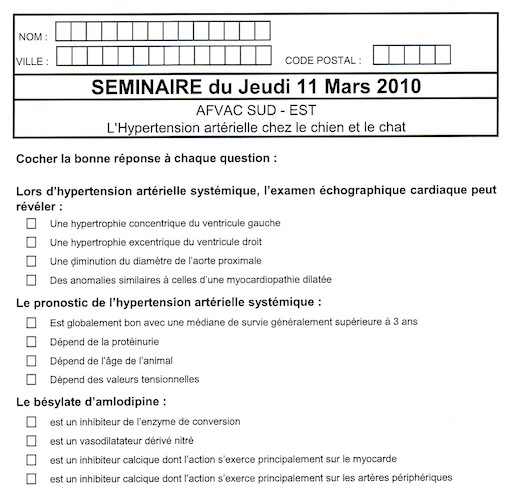 NOM :
VILLE :
CODE POSTAL :
SEMINAIRE du Jeudi 11 Mars 2010
AFVAC SUD - EST
L'Hypertension artérielle chez le chien et le chat
Cocher la bonne réponse à chaque question :
Lors d'hypertension artérielle systémique, l'examen échographique cardiaque peut
révéler :
Une hypertrophie concentrique du ventricule gauche
Une hypertrophie excentrique du ventricule droit
Une diminution du diamètre de l'aorte proximale
Des anomalies similaires à celles d'une myocardiopathie dilatée
Le pronostic de l'hypertension artérielle systémique :
Est globalement bon avec une médiane de survie généralement supérieure à 3 ans
Dépend de la protéinurie
Dépend de l'âge de l'animal
Dépend des valeurs tensionnelles
Le bésylate d'amlodipine :
est un inhibiteur de l'enzyme de conversion
est un vasodilatateur dérivé nitré
est un inhibiteur calcique dont l'action s'exerce principalement sur le myocarde
est un inhibiteur calcique dont l'action s'exerce principalement sur les artères périphériques